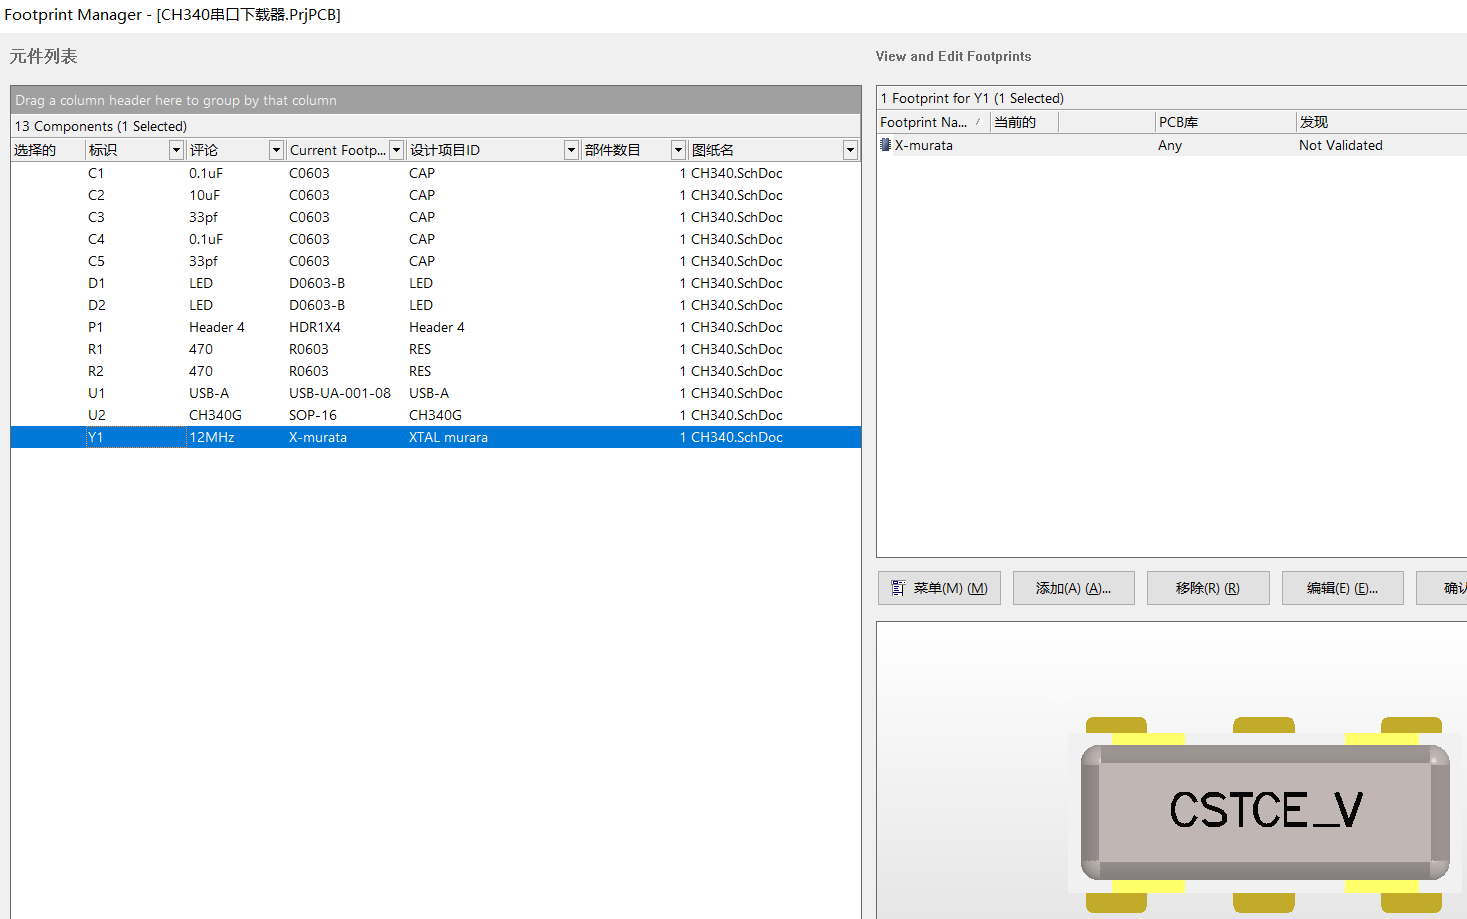 Footprint Manager - [CH340串口下载器.PrjPCB]
元件列表
Drag a column header here to group by that column
13 Components (1 Selected)
选择的 标识 评论 Current Footp... 设计项目ID 部件数目 图纸名
C1 0.1uF C0603 CAP 1 CH340.SchDoc
C2 10uF C0603 CAP 1 CH340.SchDoc
C3 33pf C0603 CAP 1 CH340.SchDoc
C4 0.1uF C0603 CAP 1 CH340.SchDoc
C5 33pf C0603 CAP 1 CH340.SchDoc
D1 LED D0603-B LED 1 CH340.SchDoc
D2 LED D0603-B LED 1 CH340.SchDoc
P1 Header 4 HDR1X4 Header 4 1 CH340.SchDoc
R1 470 R0603 RES 1 CH340.SchDoc
R2 470 R0603 RES 1 CH340.SchDoc
U1 USB-A USB-UA-001-08 USB-A 1 CH340.SchDoc
U2 CH340G SOP-16 CH340G 1 CH340.SchDoc
Y1 12MHz X-murata XTAL murara 1 CH340.SchDoc
View and Edit Footprints
1 Footprint for Y1 (1 Selected)
Footprint Na... 当前的 PCB库 发现
X-murata Any Not Validated
菜单(M) (M) 添加(A) (A)... 移除(R) (R) 编辑(E) (E)... 确
CSTCE_V